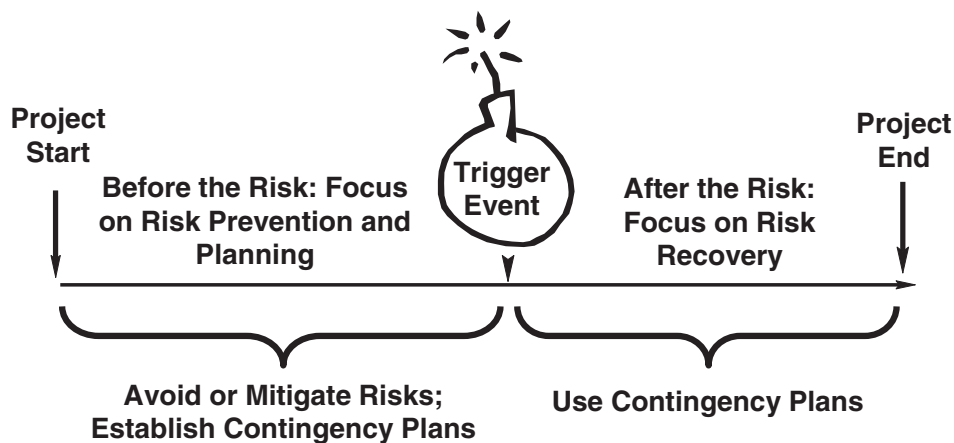 Project
Start
Before the Risk: Focus
on Risk Prevention and
Planning
Trigger
Event
After the Risk:
Focus on Risk
Recovery
Project
End
Avoid or Mitigate Risks;
Establish Contingency Plans
Use Contingency Plans